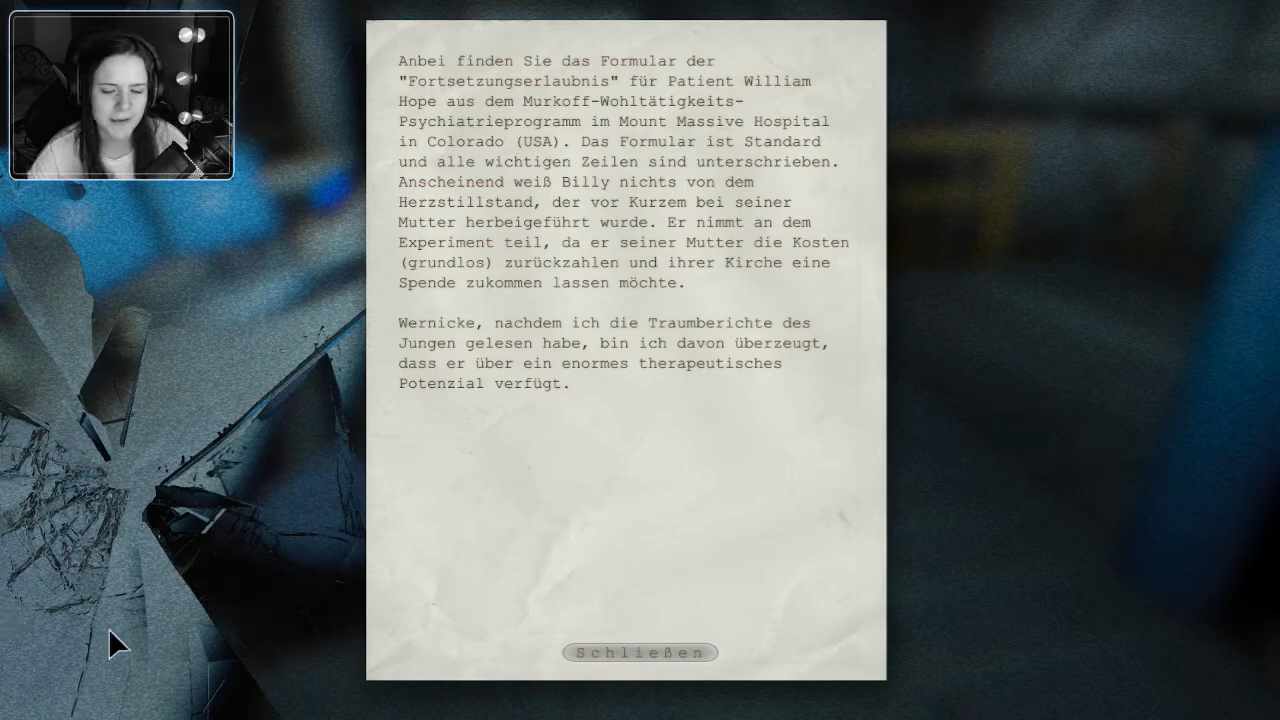 Anbei finden Sie das Formular der
"Fortsetzungserlaubnis" für Patient William
Hope aus dem Murkoff-Wohltätigkeits-
Psychiatrieprogramm im Mount Massive Hospital
in Colorado (USA). Das Formular ist Standard
und alle wichtigen Zeilen sind unterschrieben.
Anscheinend weiß Billy nichts von dem
Herzstillstand, der vor Kurzem bei seiner
Mutter herbeigeführt wurde. Er nimmt an dem
Experiment teil, da er seiner Mutter die Kosten
(grundlos) zurückzahlen und ihrer Kirche eine
Spende zukommen lassen möchte.
Wernicke, nachdem ich die Traumberichte des
Jungen gelesen habe, bin ich davon überzeugt,
dass er über ein enormes therapeutisches
Potenzial verfügt.
Schließen